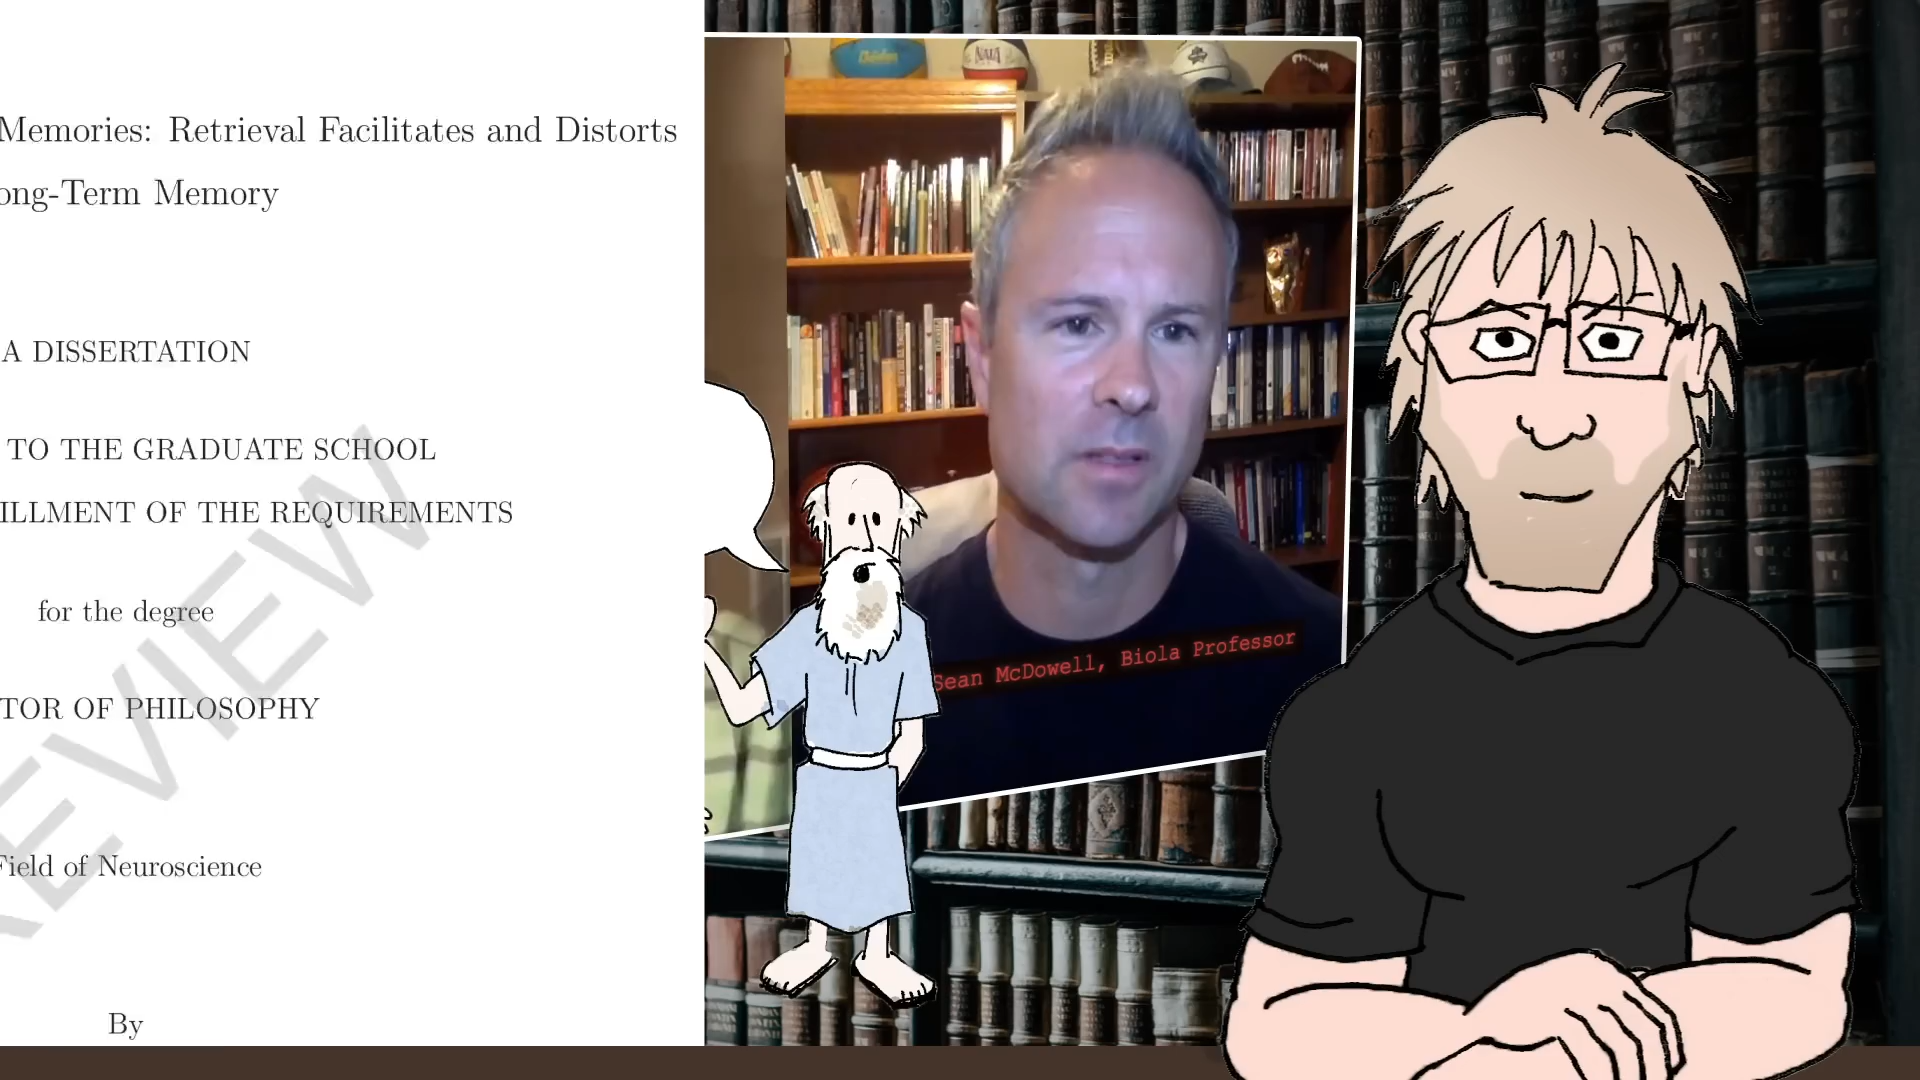 Memories: Retrieval Facilitates and Distorts
ong-Term Memory
A DISSERTATION
TO THE GRADUATE SCHOOL
ILLMENT OF THE REQUIREMENTS
for the degree
TOR OF PHILOSOPHY
Field of Neuroscience
By
REVIEW
Sean McDowell, Biola Professor